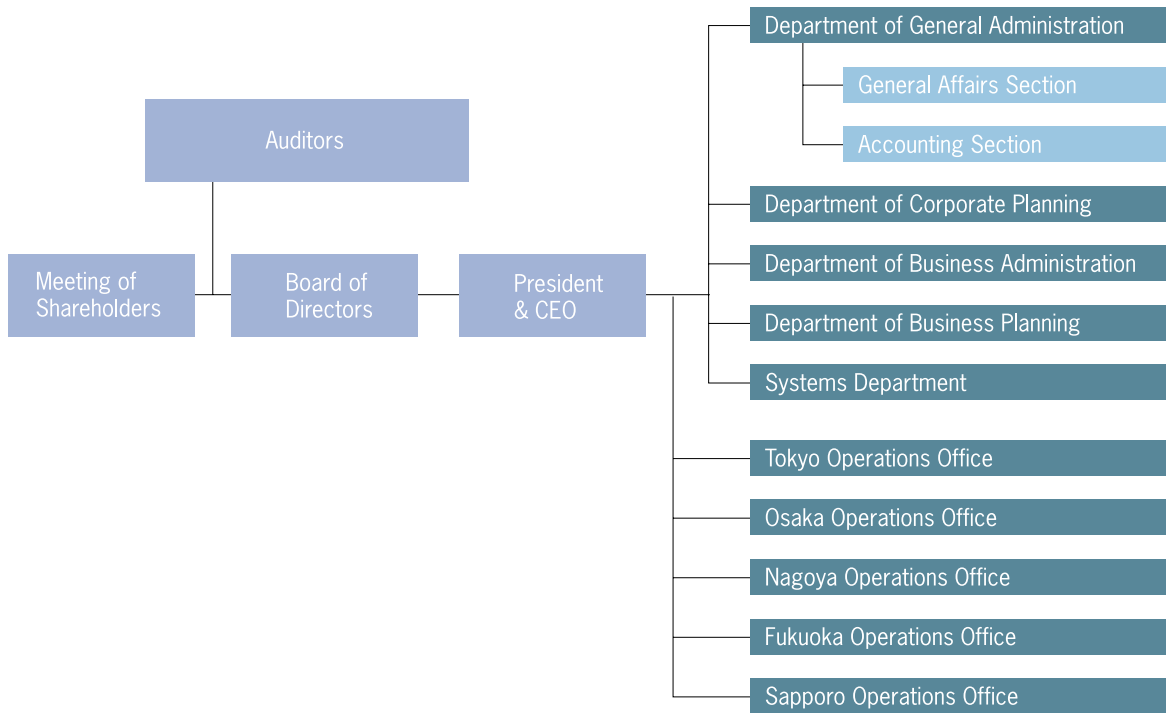 Auditors
Meeting of
Shareholders
Board of
Directors
President
& CEO
Department of General Administration
General Affairs Section
Accounting Section
Department of Corporate Planning
Department of Business Administration
Department of Business Planning
Systems Department
Tokyo Operations Office
Osaka Operations Office
Nagoya Operations Office
Fukuoka Operations Office
Sapporo Operations Office